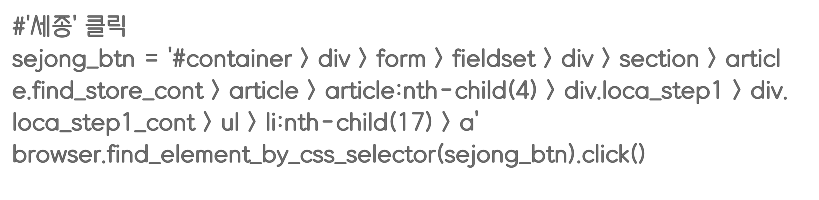 #'세종' 클릭
sejong_btn = '#container > div > form > fieldset > div > section > articl
e.find_store_cont > article > article:nth-child(4) > div.loca_step1 > div.
loca_step1_cont > ul > li:nth-child(17) > a'
browser.find_element_by_css_selector(sejong_btn).click()